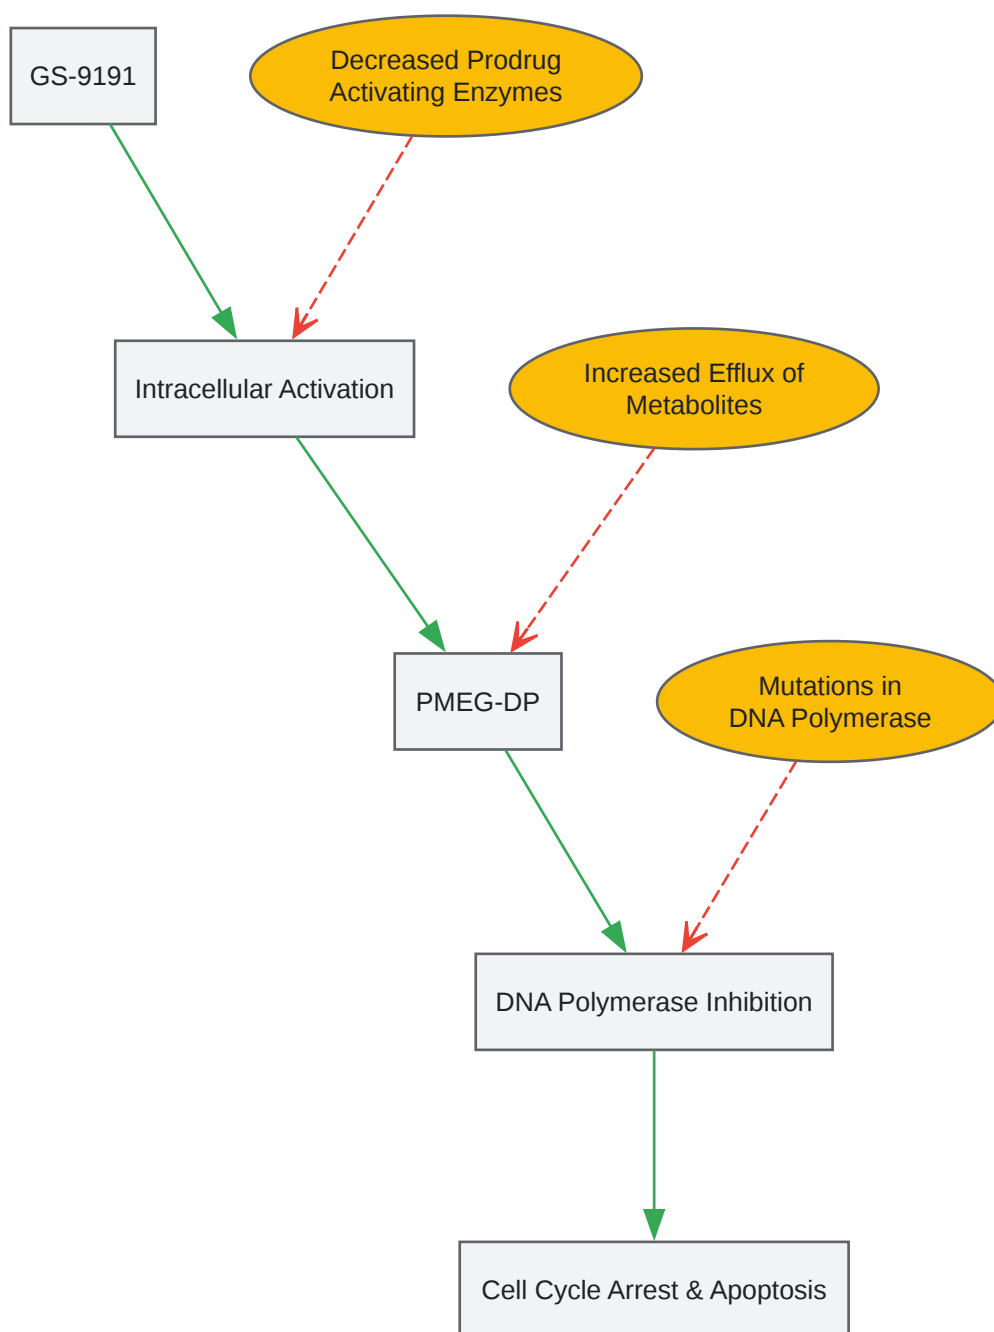 GS-9191
Decreased Prodrug
Activating Enzymes
Intracellular Activation
Increased Efflux of
Metabolites
PMEG-DP
Mutations in
DNA Polymerase
DNA Polymerase Inhibition
Cell Cycle Arrest & Apoptosis